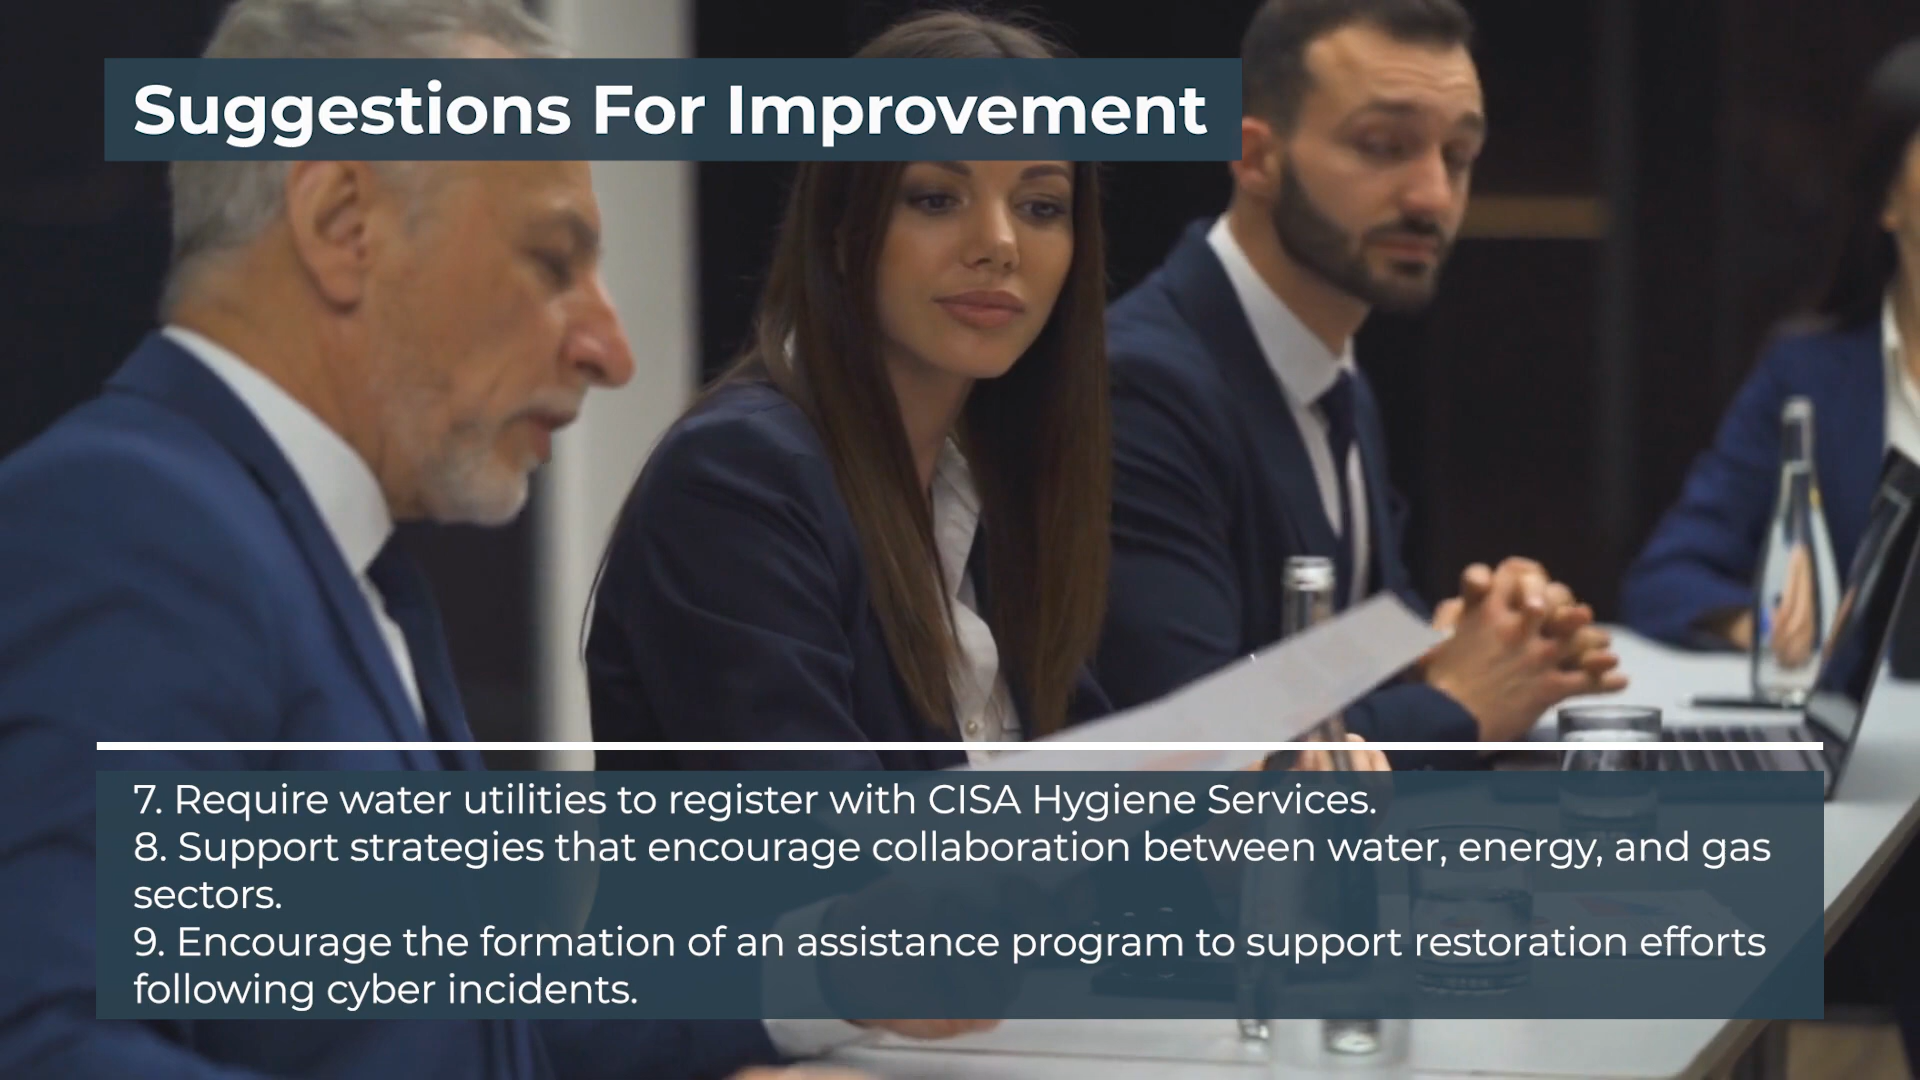 Suggestions For Improvement
7. Require water utilities to register with CISA Hygiene Services.
8. Support strategies that encourage collaboration between water, energy, and gas
sectors.
9. Encourage the formation of an assistance program to support restoration efforts
following cyber incidents.